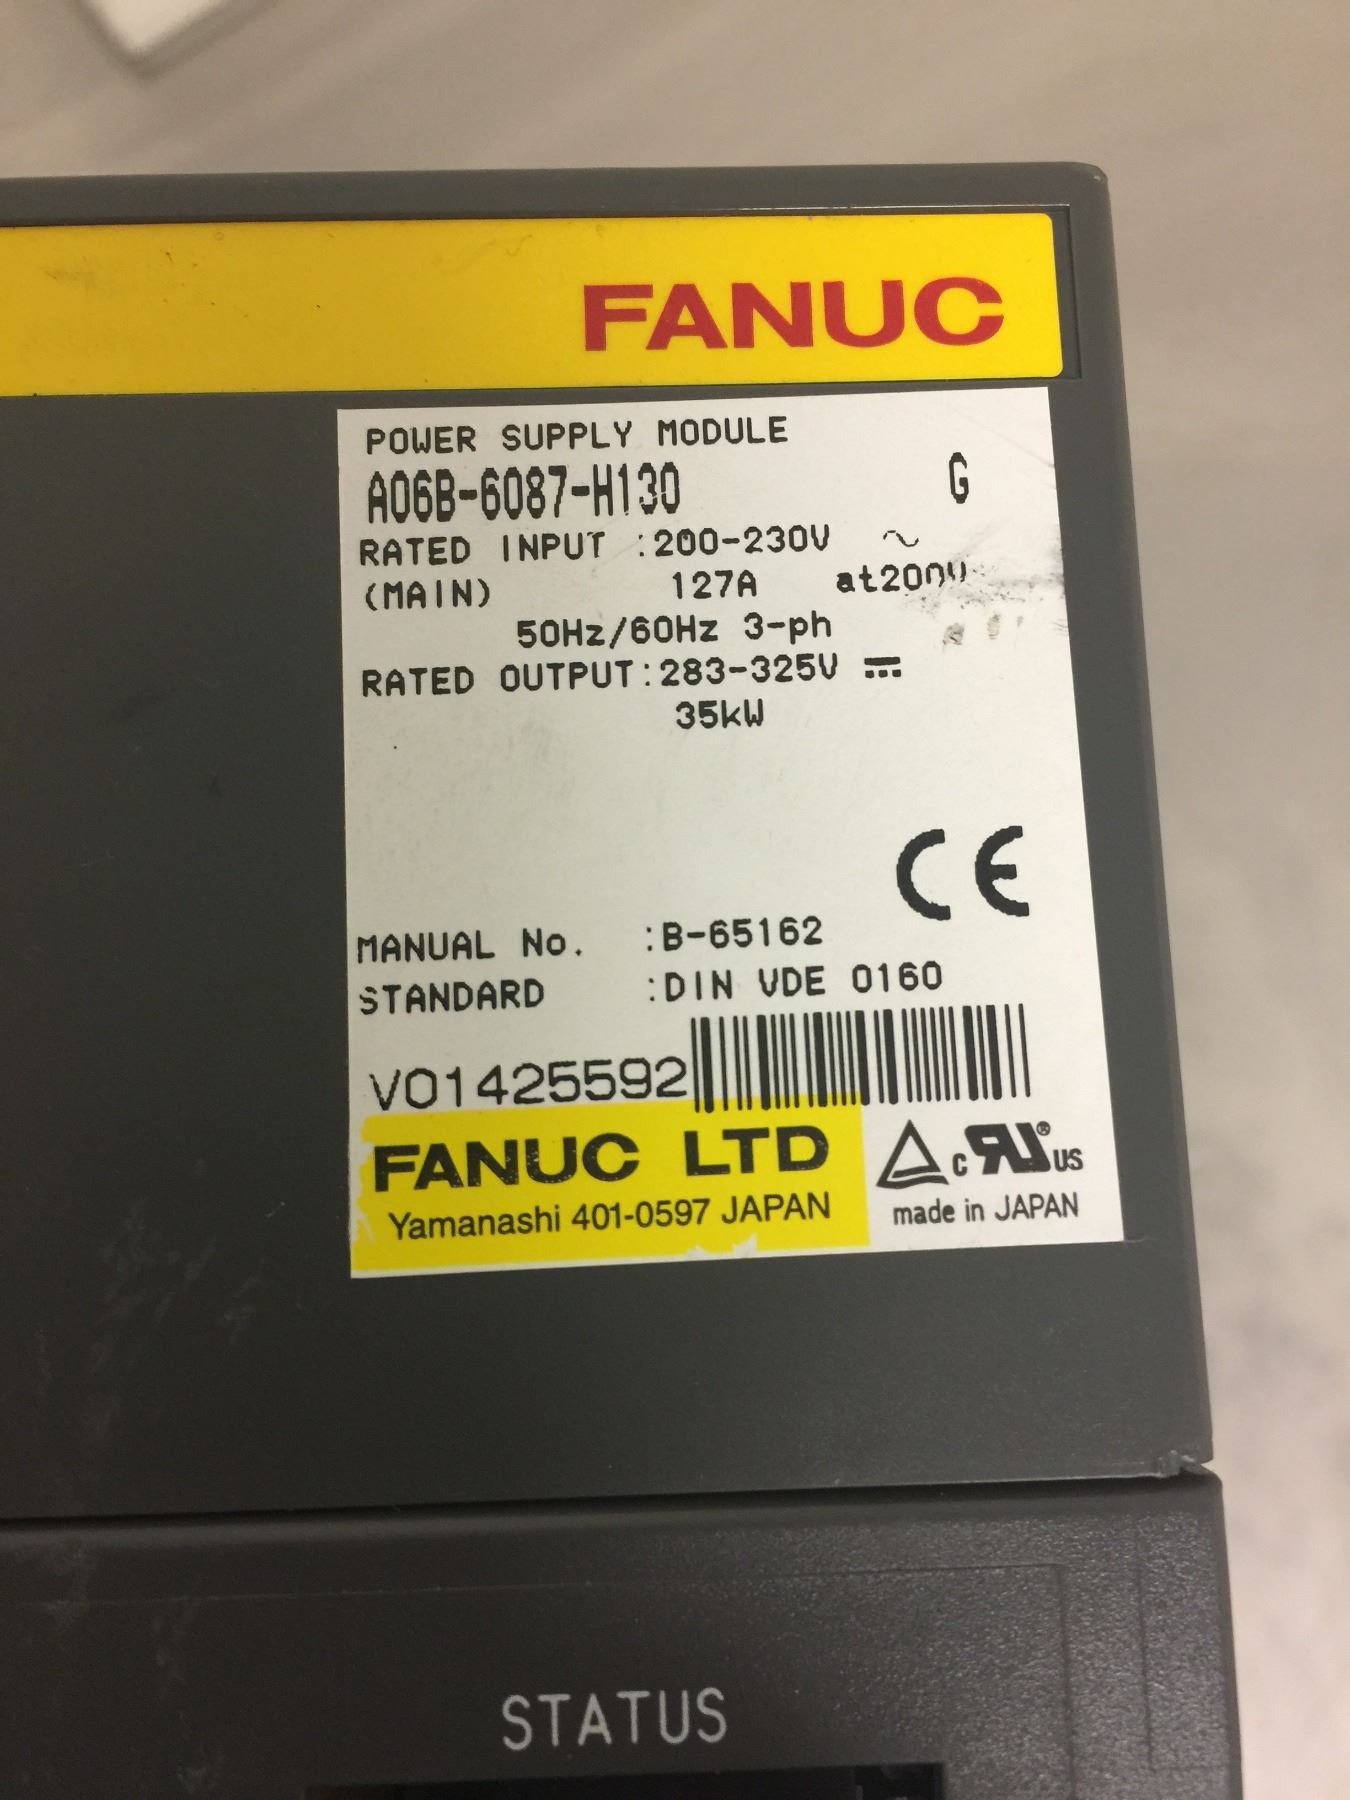 FANUC
POWER SUPPLY MODULE
A06B-6087-H130 G
RATED INPUT :200-230V ~
(MAIN) 127A at200V
50Hz/60Hz 3-ph
RATED OUTPUT:283-325V ⎓
35kW
CE
MANUAL No. :B-65162
STANDARD :DIN VDE 0160
V01425592
FANUC LTD
Yamanashi 401-0597 JAPAN
c RU ® US
made in JAPAN
STATUS